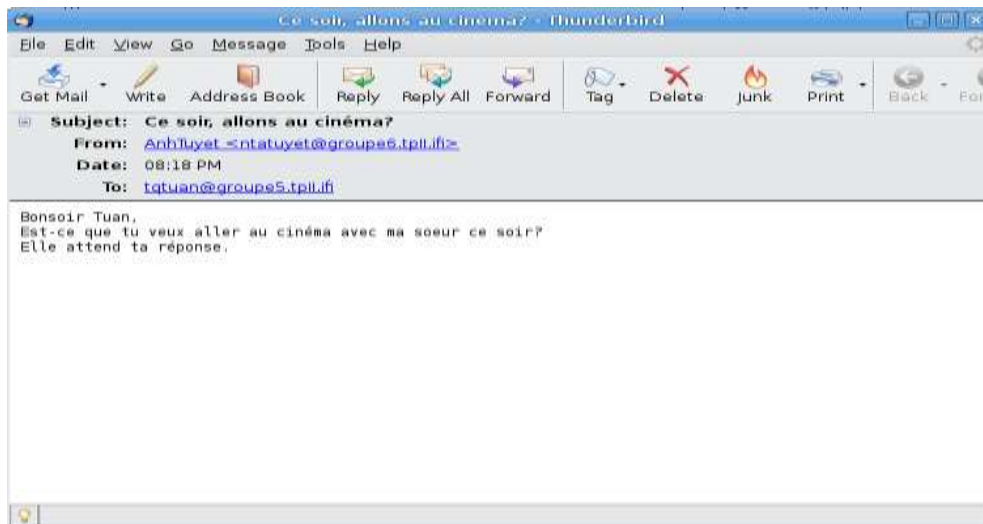 Ce soir, allons au cinéma? - Thunderbird
File Edit View Go Message Tools Help
Get Mail Write Address Book Reply Reply All Forward Tag Delete Junk Print Back
Subject: Ce soir, allons au cinéma?
From: AnhTuyet <ntatuyet@groupe6.tpII.ifi>
Date: 08:18 PM
To: tqtuan@groupe5.tpII.ifi
Bonsoir Tuan,
Est-ce que tu veux aller au cinéma avec ma soeur ce soir?
Elle attend ta réponse.